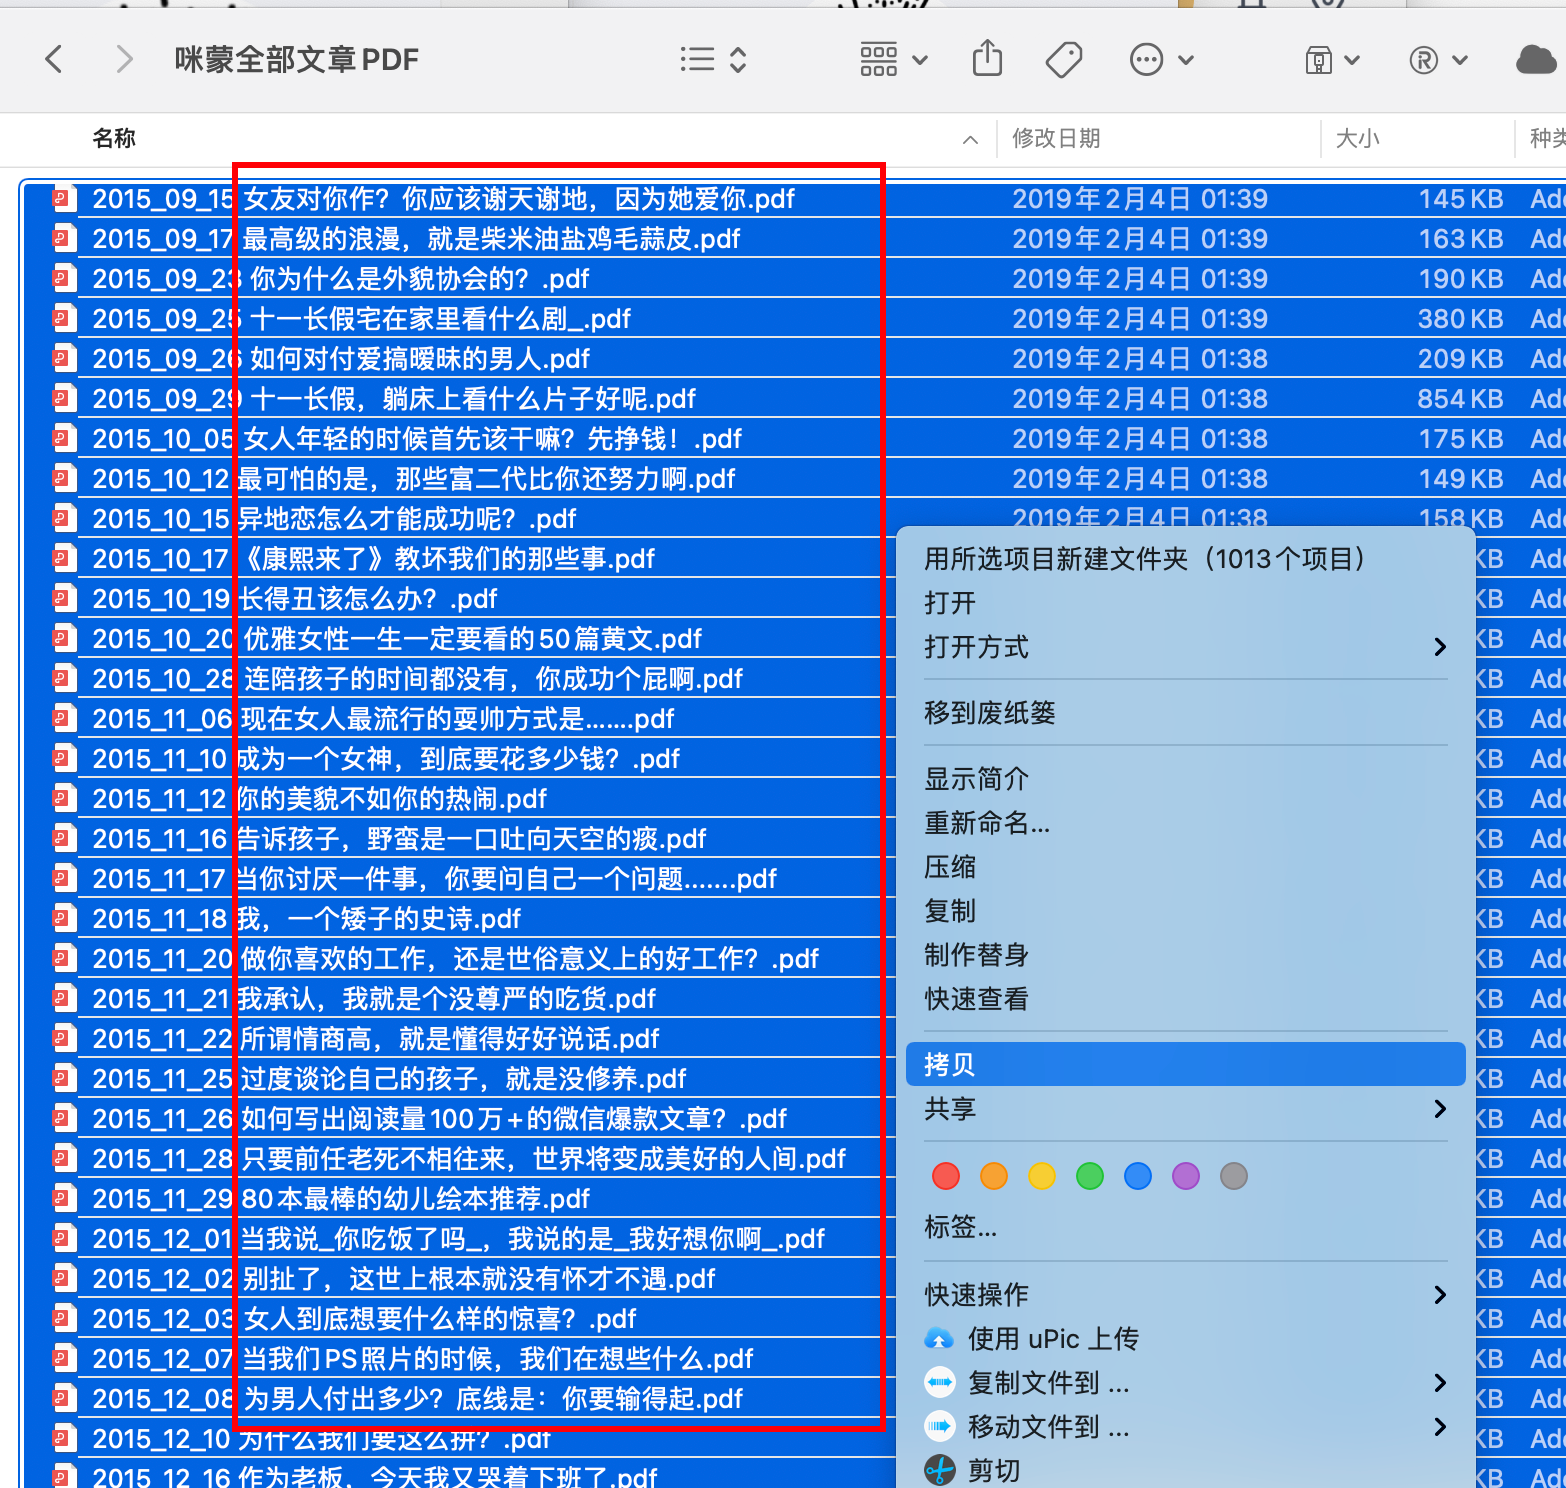 咪蒙全部文章PDF
名称 修改日期 大小 种类
2015_09_15 女友对你作？你应该谢天谢地，因为她爱你.pdf 2019年2月4日 01:39 145 KB Ado
2015_09_17 最高级的浪漫，就是柴米油盐鸡毛蒜皮.pdf 2019年2月4日 01:39 163 KB Ado
2015_09_23 你为什么是外貌协会的？.pdf 2019年2月4日 01:39 190 KB Ado
2015_09_25 十一长假宅在家里看什么剧_.pdf 2019年2月4日 01:39 380 KB Ado
2015_09_26 如何对付爱搞暧昧的男人.pdf 2019年2月4日 01:38 209 KB Ado
2015_09_29 十一长假，躺床上看什么片子好呢.pdf 2019年2月4日 01:38 854 KB Ado
2015_10_05 女人年轻的时候首先该干嘛？先挣钱！.pdf 2019年2月4日 01:38 175 KB Ado
2015_10_12 最可怕的是，那些富二代比你还努力啊.pdf 2019年2月4日 01:38 149 KB Ado
2015_10_15 异地恋怎么才能成功呢？.pdf 2019年2月4日 01:38 158 KB Ado
2015_10_17 《康熙来了》教坏我们的那些事.pdf KB Ado
2015_10_19 长得丑该怎么办？.pdf KB Ado
2015_10_20 优雅女性一生一定要看的50篇黄文.pdf KB Ado
2015_10_28 连陪孩子的时间都没有，你成功个屁啊.pdf KB Ado
2015_11_06 现在女人最流行的耍帅方式是…….pdf KB Ado
2015_11_10 成为一个女神，到底要花多少钱？.pdf KB Ado
2015_11_12 你的美貌不如你的热闹.pdf KB Ado
2015_11_16 告诉孩子，野蛮是一口吐向天空的痰.pdf KB Ado
2015_11_17 当你讨厌一件事，你要问自己一个问题…….pdf KB Ado
2015_11_18 我，一个矮子的史诗.pdf KB Ado
2015_11_20 做你喜欢的工作，还是世俗意义上的好工作？.pdf KB Ado
2015_11_21 我承认，我就是个没尊严的吃货.pdf KB Ado
2015_11_22 所谓情商高，就是懂得好好说话.pdf KB Ado
2015_11_25 过度谈论自己的孩子，就是没修养.pdf KB Ado
2015_11_26 如何写出阅读量100万+的微信爆款文章？.pdf KB Ado
2015_11_28 只要前任老死不相往来，世界将变成美好的人间.pdf KB Ado
2015_11_29 80本最棒的幼儿绘本推荐.pdf KB Ado
2015_12_01 当我说_你吃饭了吗_，我说的是_我好想你啊_.pdf KB Ado
2015_12_02 别扯了，这世上根本就没有怀才不遇.pdf KB Ado
2015_12_03 女人到底想要什么样的惊喜？.pdf KB Ado
2015_12_07 当我们PS照片的时候，我们在想些什么.pdf KB Ado
2015_12_08 为男人付出多少？底线是：你要输得起.pdf KB Ado
2015_12_10 为什么我们要这么拼？.pdf KB Ado
2015_12_16 作为老板，今天我又哭着下班了.pdf KB Ado
用所选项目新建文件夹（1013个项目）
打开
打开方式
移到废纸篓
显示简介
重新命名...
压缩
复制
制作替身
快速查看
拷贝
共享
标签...
快速操作
使用 uPic 上传
复制文件到 ...
移动文件到 ...
剪切